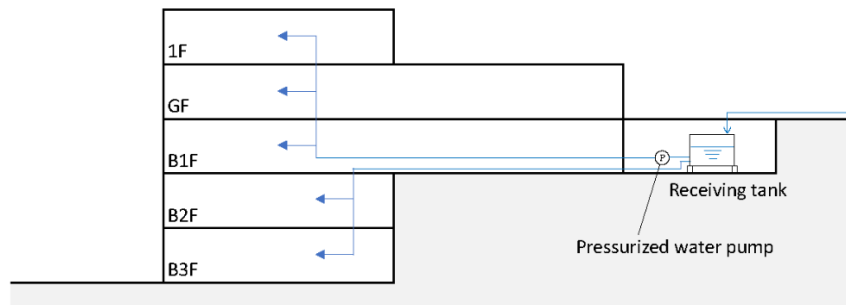 1F
GF
B1F
P
Receiving tank
B2F
Pressurized water pump
B3F